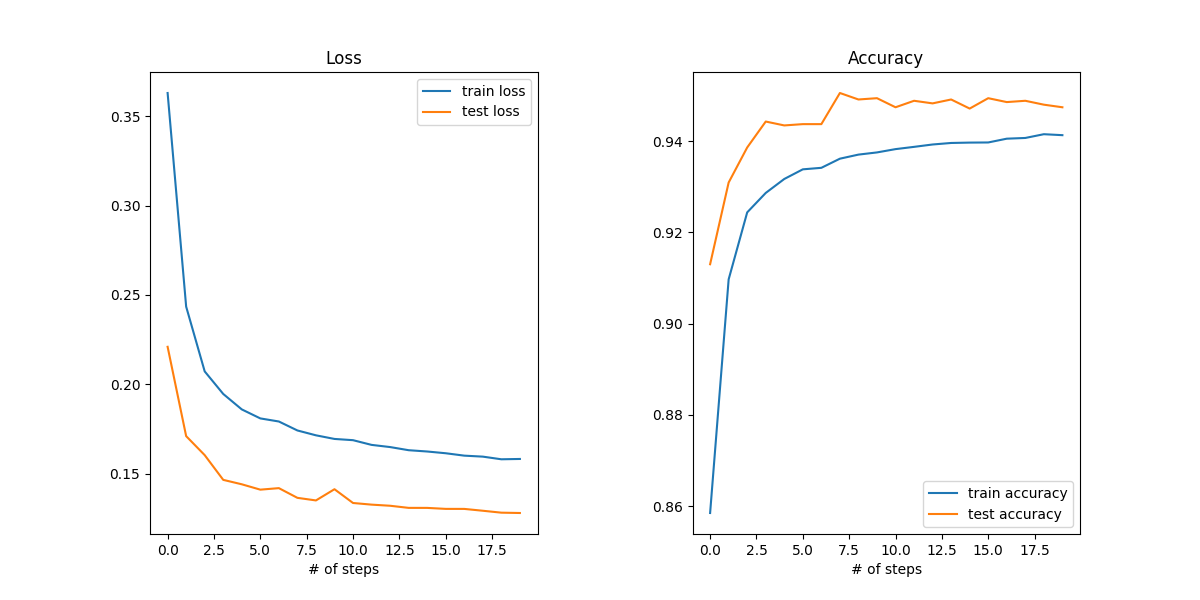 Loss
train loss
test loss
0.35
0.30
0.25
0.20
0.15
0.0 2.5 5.0 7.5 10.0 12.5 15.0 17.5
# of steps
Accuracy
0.94
0.92
0.90
0.88
0.86
train accuracy
test accuracy
0.0 2.5 5.0 7.5 10.0 12.5 15.0 17.5
# of steps